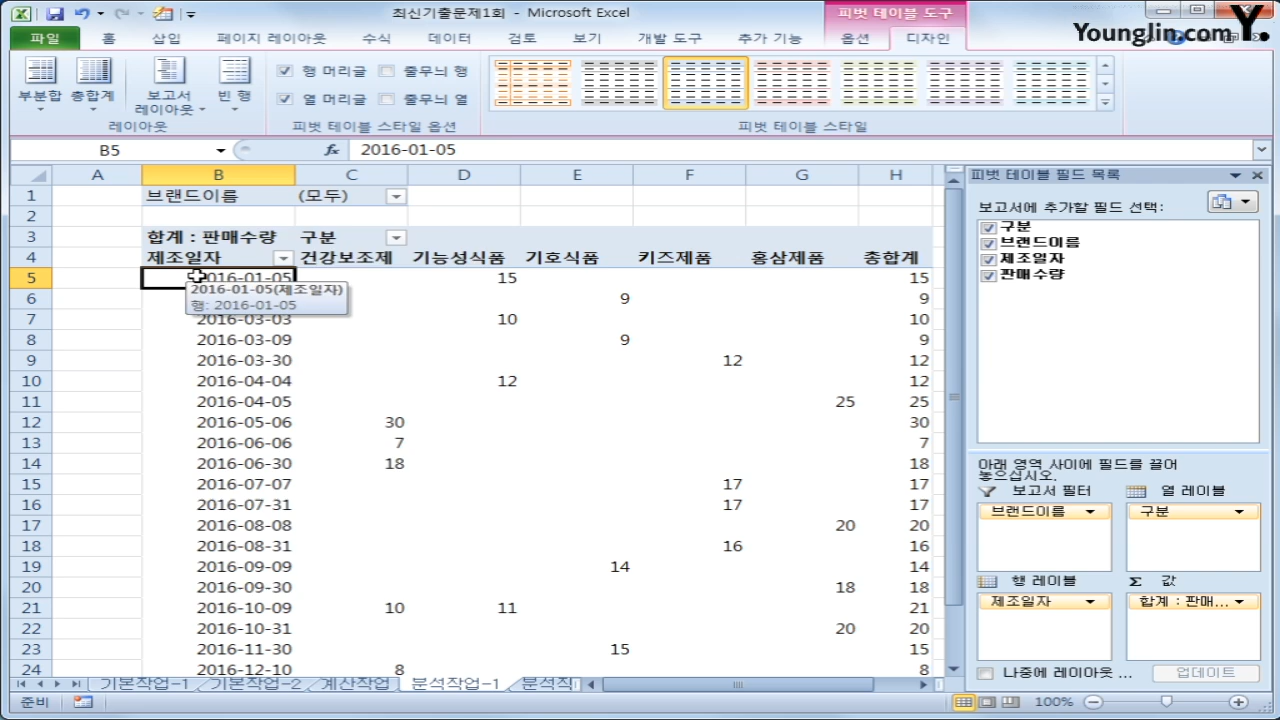 최신기출문제1회 - Microsoft Excel
피벗 테이블 도구
Younglin.com Y.
파일 홈 삽입 페이지 레이아웃 수식 데이터 검토 보기 개발 도구 추가 기능 옵션 디자인
부분합 총합계 보고서 레이아웃 빈 행
행 머리글 줄무늬 행
열 머리글 줄무늬 열
레이아웃 피벗 테이블 스타일 옵션 피벗 테이블 스타일
B5 fx 2016-01-05
A B C D E F G H
1 브랜드이름 (모두)
2
3 합계 : 판매수량 구분
4 제조일자 건강보조제 기능성식품 기호식품 키즈제품 홍삼제품 총합계
5 2016-01-05 15 15
2016-01-05(제조일자)
행: 2016-01-05
6 9 9
7 2016-03-03 10 10
8 2016-03-09 9 9
9 2016-03-30 12 12
10 2016-04-04 12 12
11 2016-04-05 25 25
12 2016-05-06 30 30
13 2016-06-06 7 7
14 2016-06-30 18 18
15 2016-07-07 17 17
16 2016-07-31 17 17
17 2016-08-08 20 20
18 2016-08-31 16 16
19 2016-09-09 14 14
20 2016-09-30 18 18
21 2016-10-09 10 11 21
22 2016-10-31 20 20
23 2016-11-30 15 15
24 2016-12-10 8 8
기본작업-1 기본작업-2 계산작업 분석작업-1 분석작
준비 100%
피벗 테이블 필드 목록
보고서에 추가할 필드 선택:
구분
브랜드이름
제조일자
판매수량
아래 영역 사이에 필드를 끌어
놓으십시오.
보고서 필터 열 레이블
브랜드이름 구분
행 레이블 Σ 값
제조일자 합계 : 판매...
나중에 레이아웃 ... 업데이트